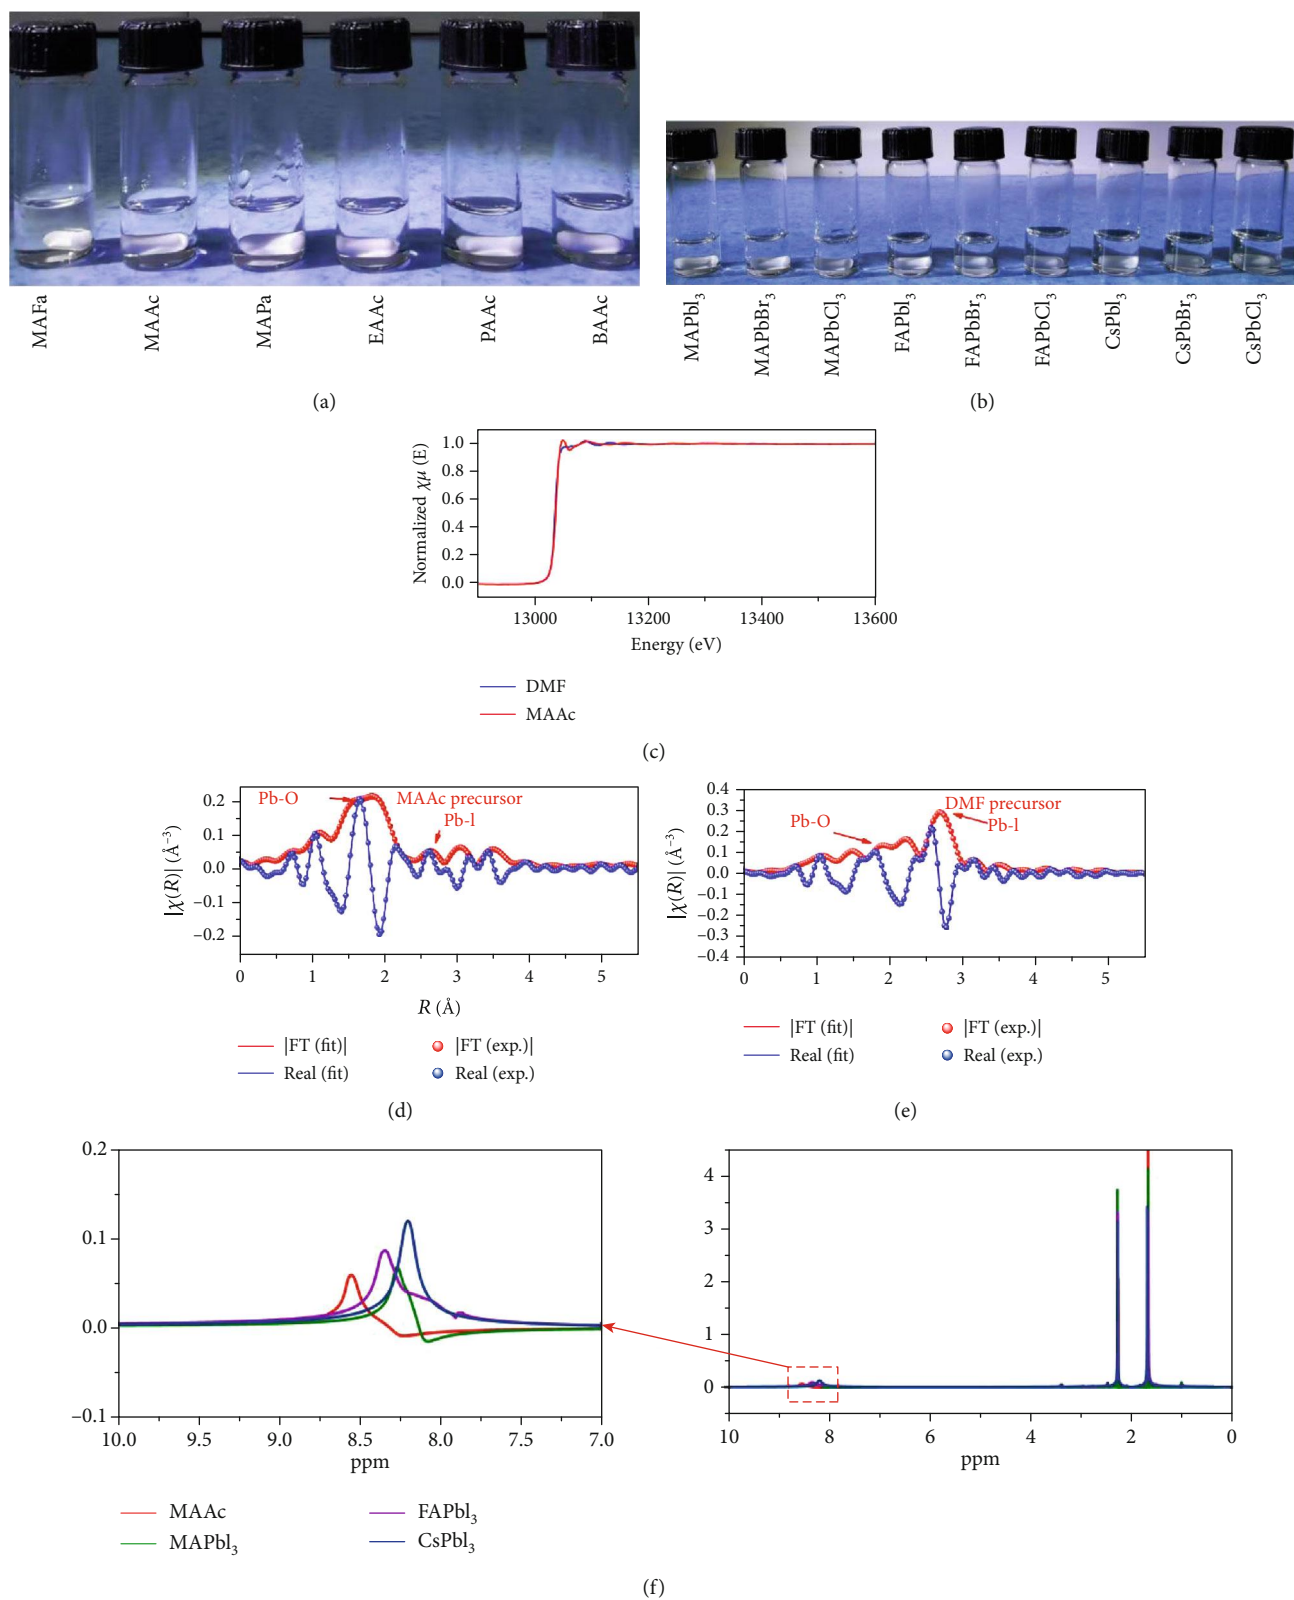 MAFa
MAAc
MAPa
EAAc
PAAc
BAAc
(a)
MAPbl3
MAPbBr3
MAPbCl3
FAPbl3
FAPbBr3
FAPbCl3
CsPbl3
CsPbBr3
CsPbCl3
(b)
Normalized χμ (E)
1.0
0.8
0.6
0.4
0.2
0.0
13000 13200 13400 13600
Energy (eV)
DMF
MAAc
(c)
|χ(R)| (Å⁻³)
0.2
0.1
0.0
−0.1
−0.2
Pb-O
MAAc precursor
Pb-l
0 1 2 3 4 5
R (Å)
|FT (fit)| |FT (exp.)|
Real (fit) Real (exp.)
(d)
|χ(R)| (Å⁻³)
0.4
0.3
0.2
0.1
0.0
−0.1
−0.2
−0.3
−0.4
Pb-O
DMF precursor
Pb-l
0 1 2 3 4 5
|FT (fit)| |FT (exp.)|
Real (fit) Real (exp.)
(e)
0.2
0.1
0.0
−0.1
10.0 9.5 9.0 8.5 8.0 7.5 7.0
ppm
4
3
2
1
0
10 8 6 4 2 0
ppm
MAAc FAPbl3
MAPbl3 CsPbl3
(f)